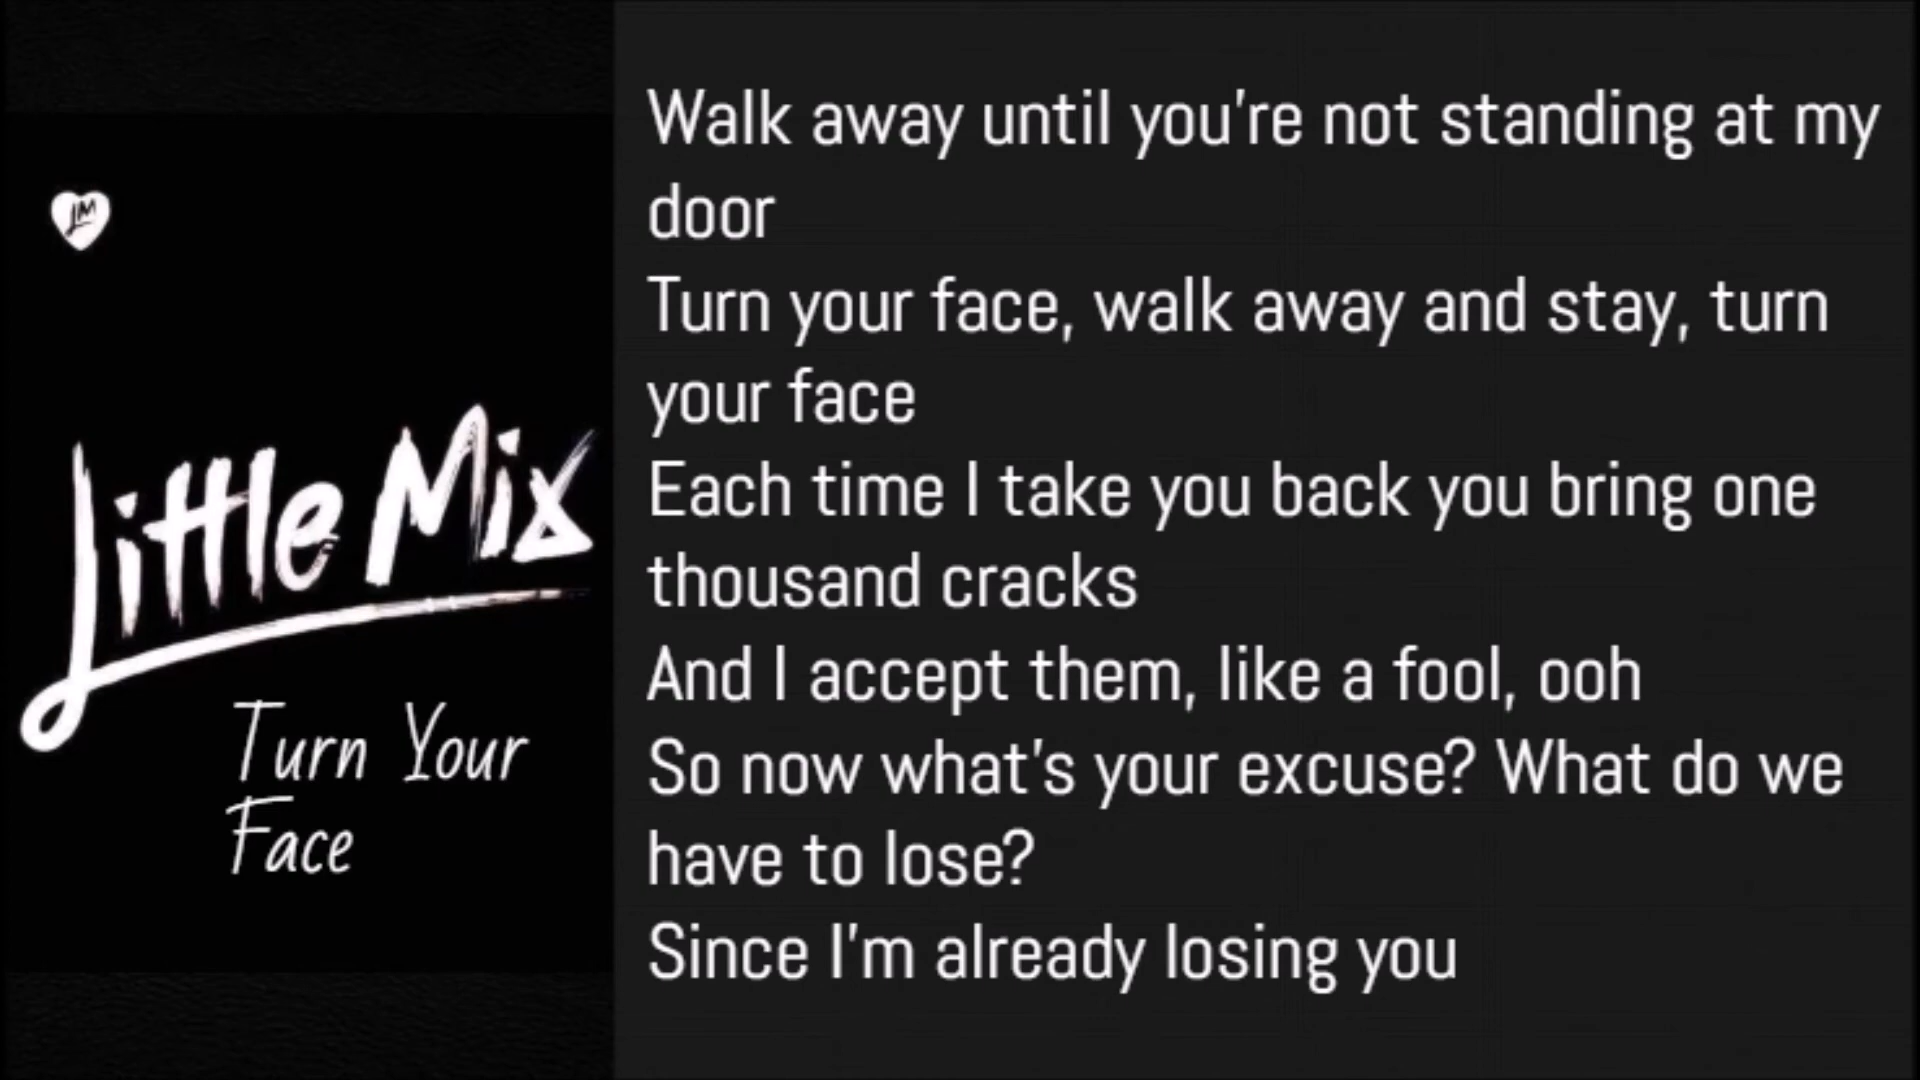 LM
Little Mix
Turn Your
Face
Walk away until you're not standing at my
door
Turn your face, walk away and stay, turn
your face
Each time I take you back you bring one
thousand cracks
And I accept them, like a fool, ooh
So now what's your excuse? What do we
have to lose?
Since I'm already losing you